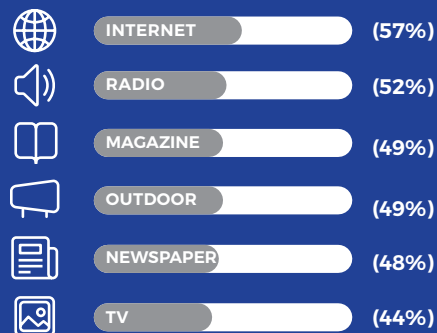 INTERNET (57%)
RADIO (52%)
MAGAZINE (49%)
OUTDOOR (49%)
NEWSPAPER (48%)
TV (44%)